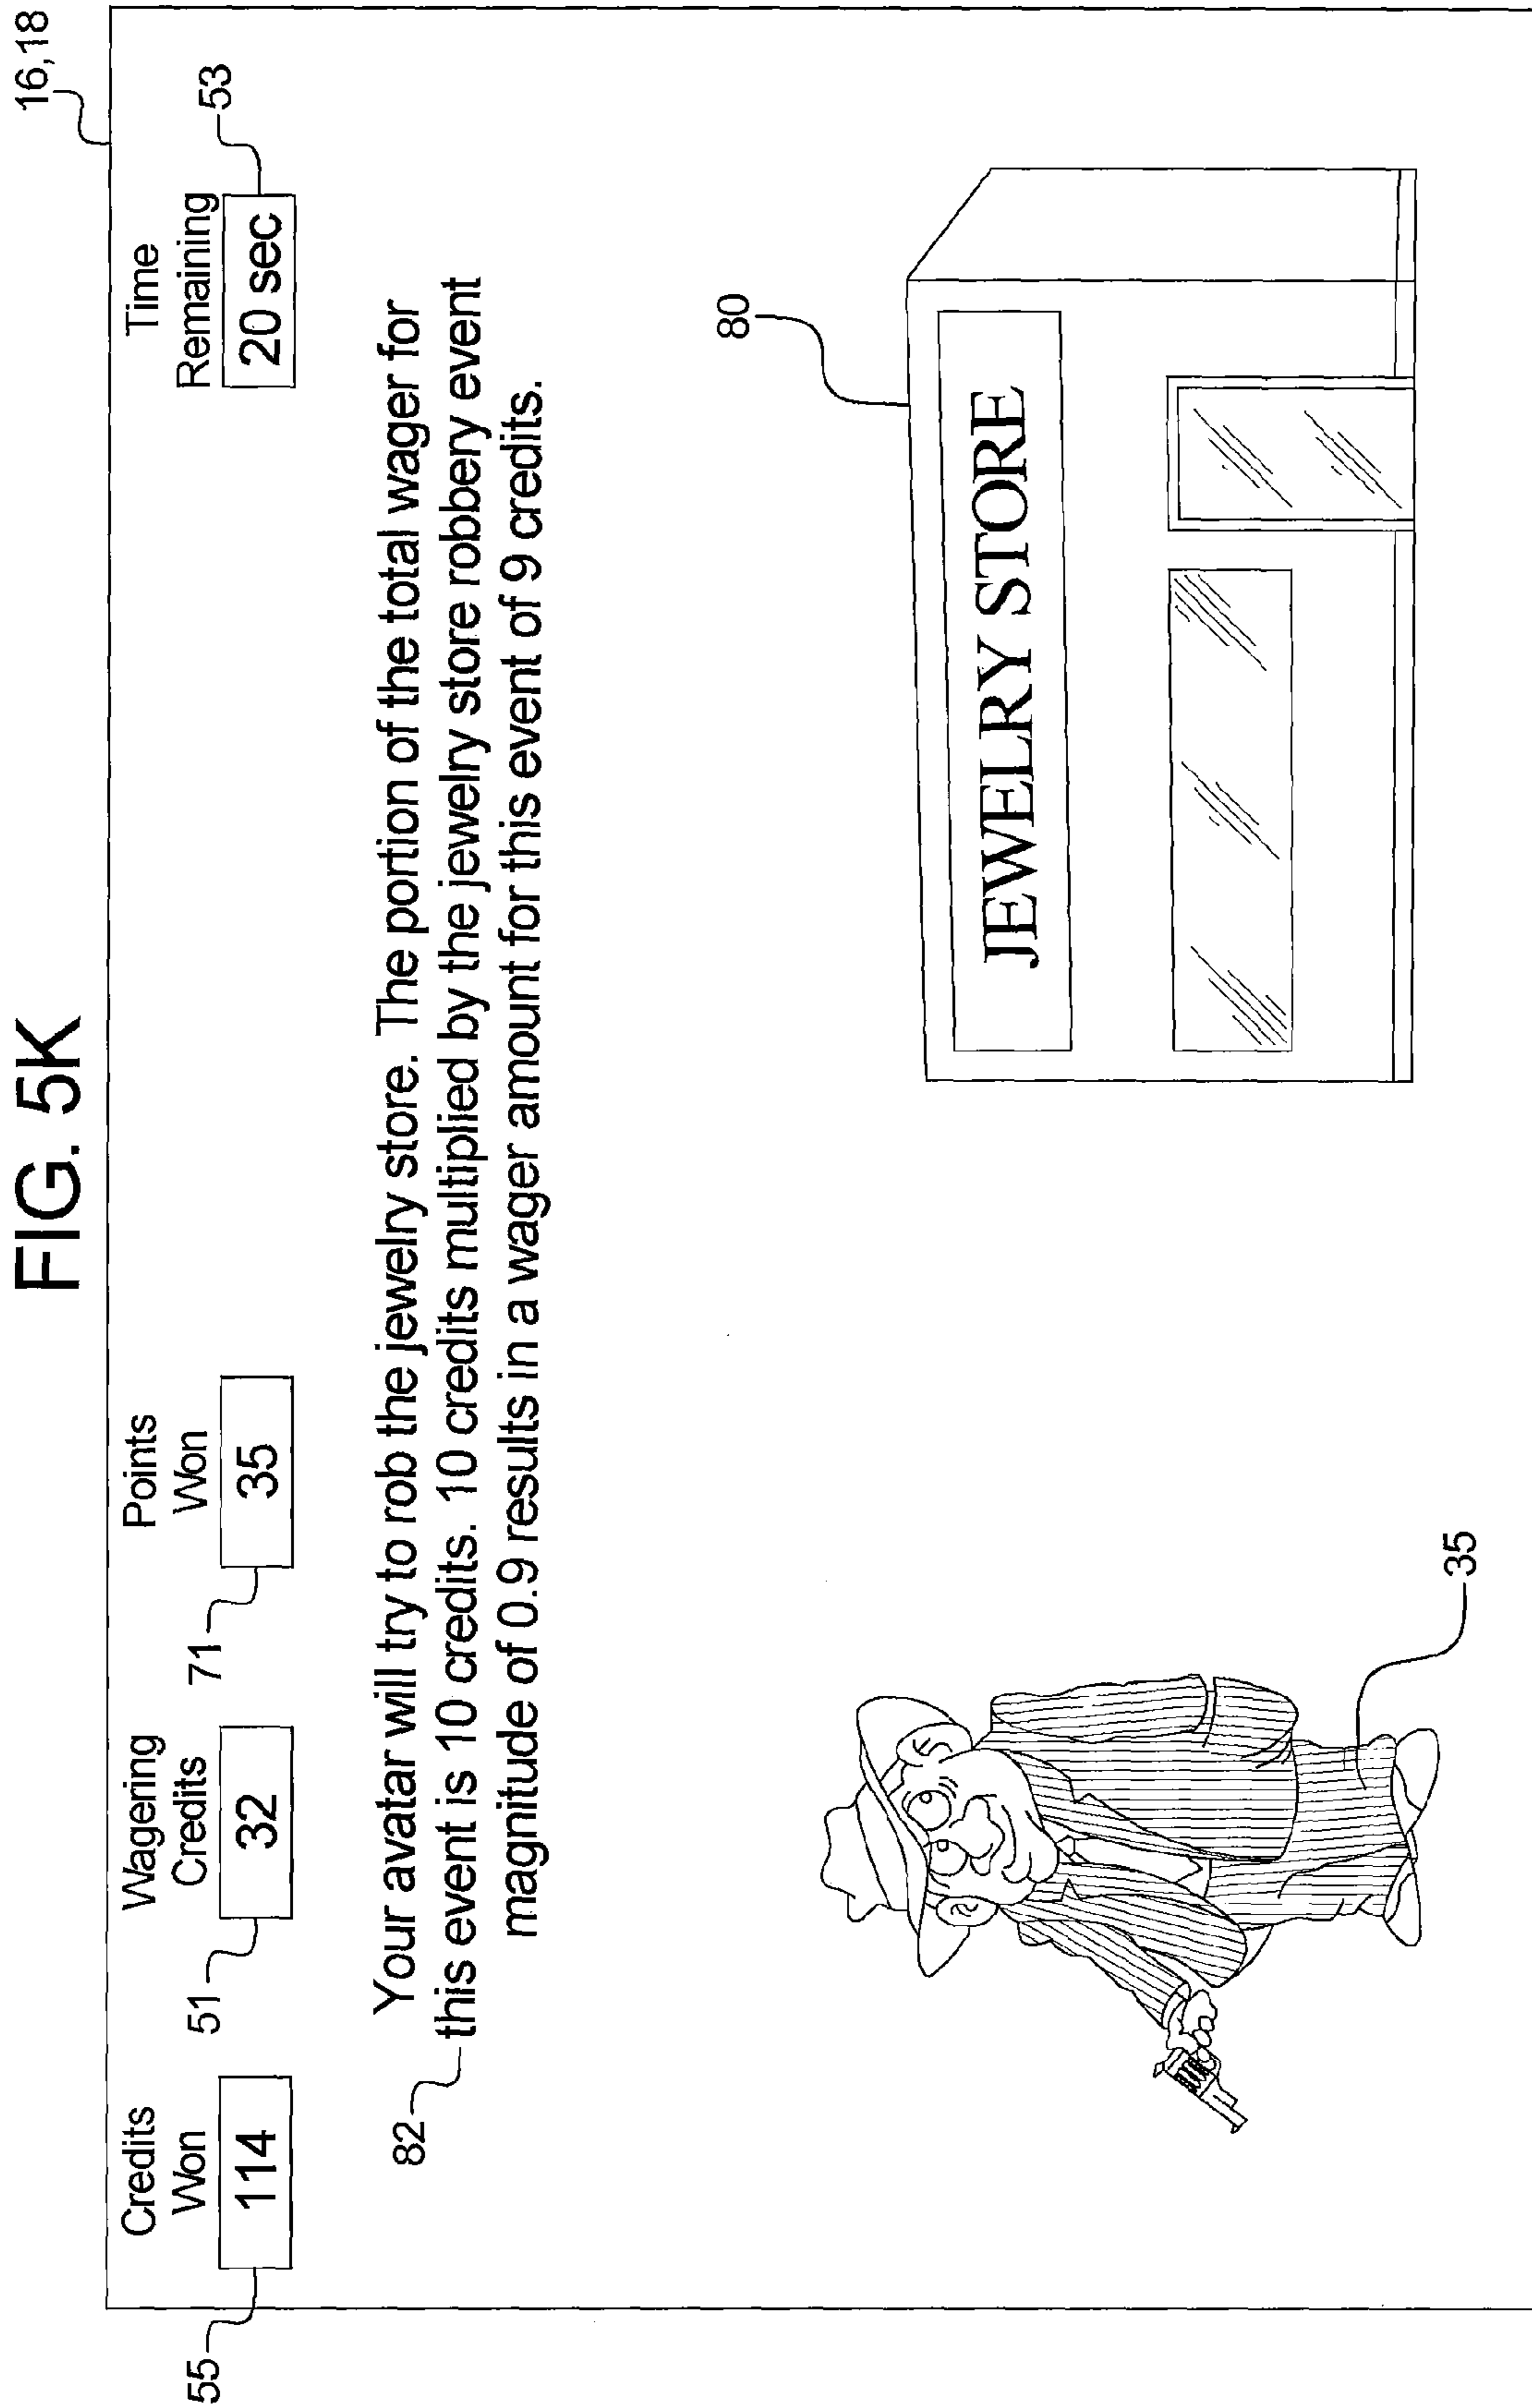 FIG. 5K
16,18
Credits
Won
114
55
Wagering
Credits
32
51
Points
Won
35
71
Time
Remaining
20 sec
53
Your avatar will try to rob the jewelry store. The portion of the total wager for
this event is 10 credits. 10 credits multiplied by the jewelry store robbery event
magnitude of 0.9 results in a wager amount for this event of 9 credits.
82
80
JEWELRY STORE
35